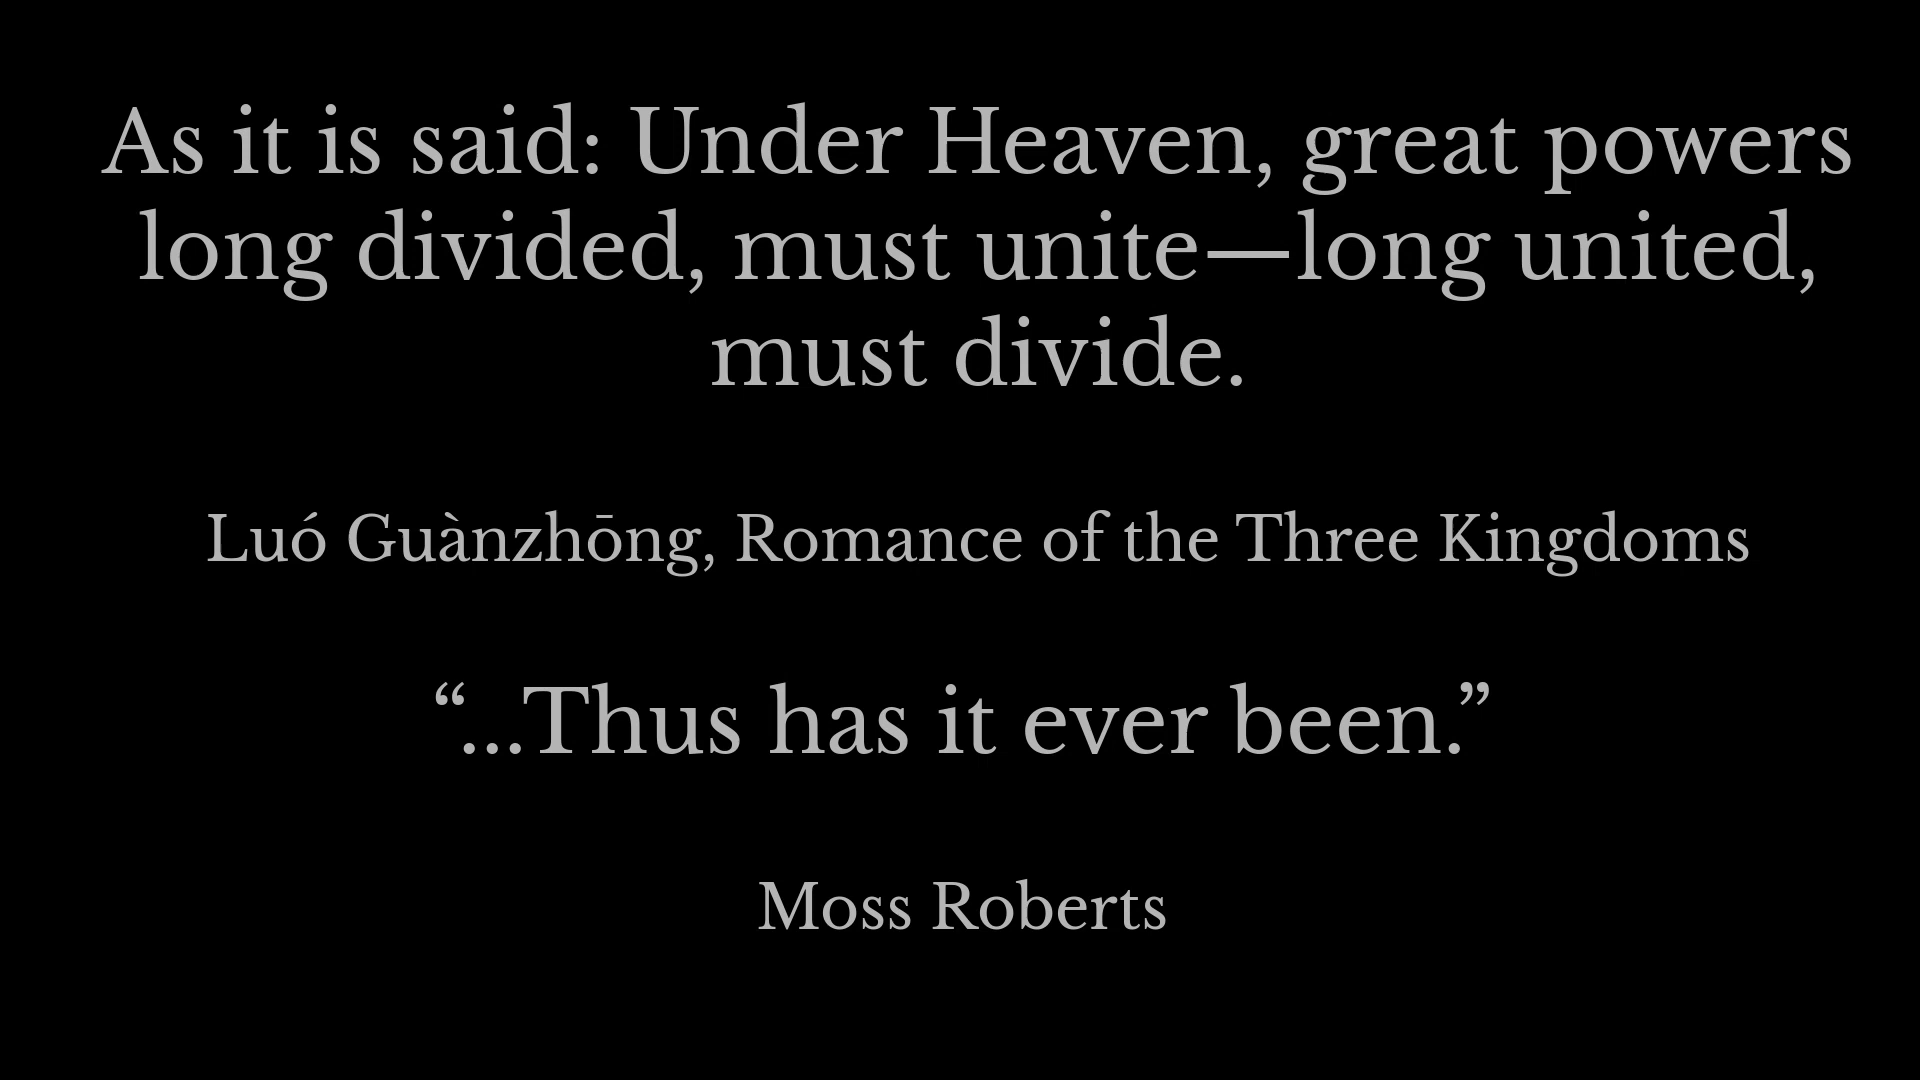 As it is said: Under Heaven, great powers
long divided, must unite—long united,
must divide.
Luó Guànzhōng, Romance of the Three Kingdoms
“...Thus has it ever been.”
Moss Roberts